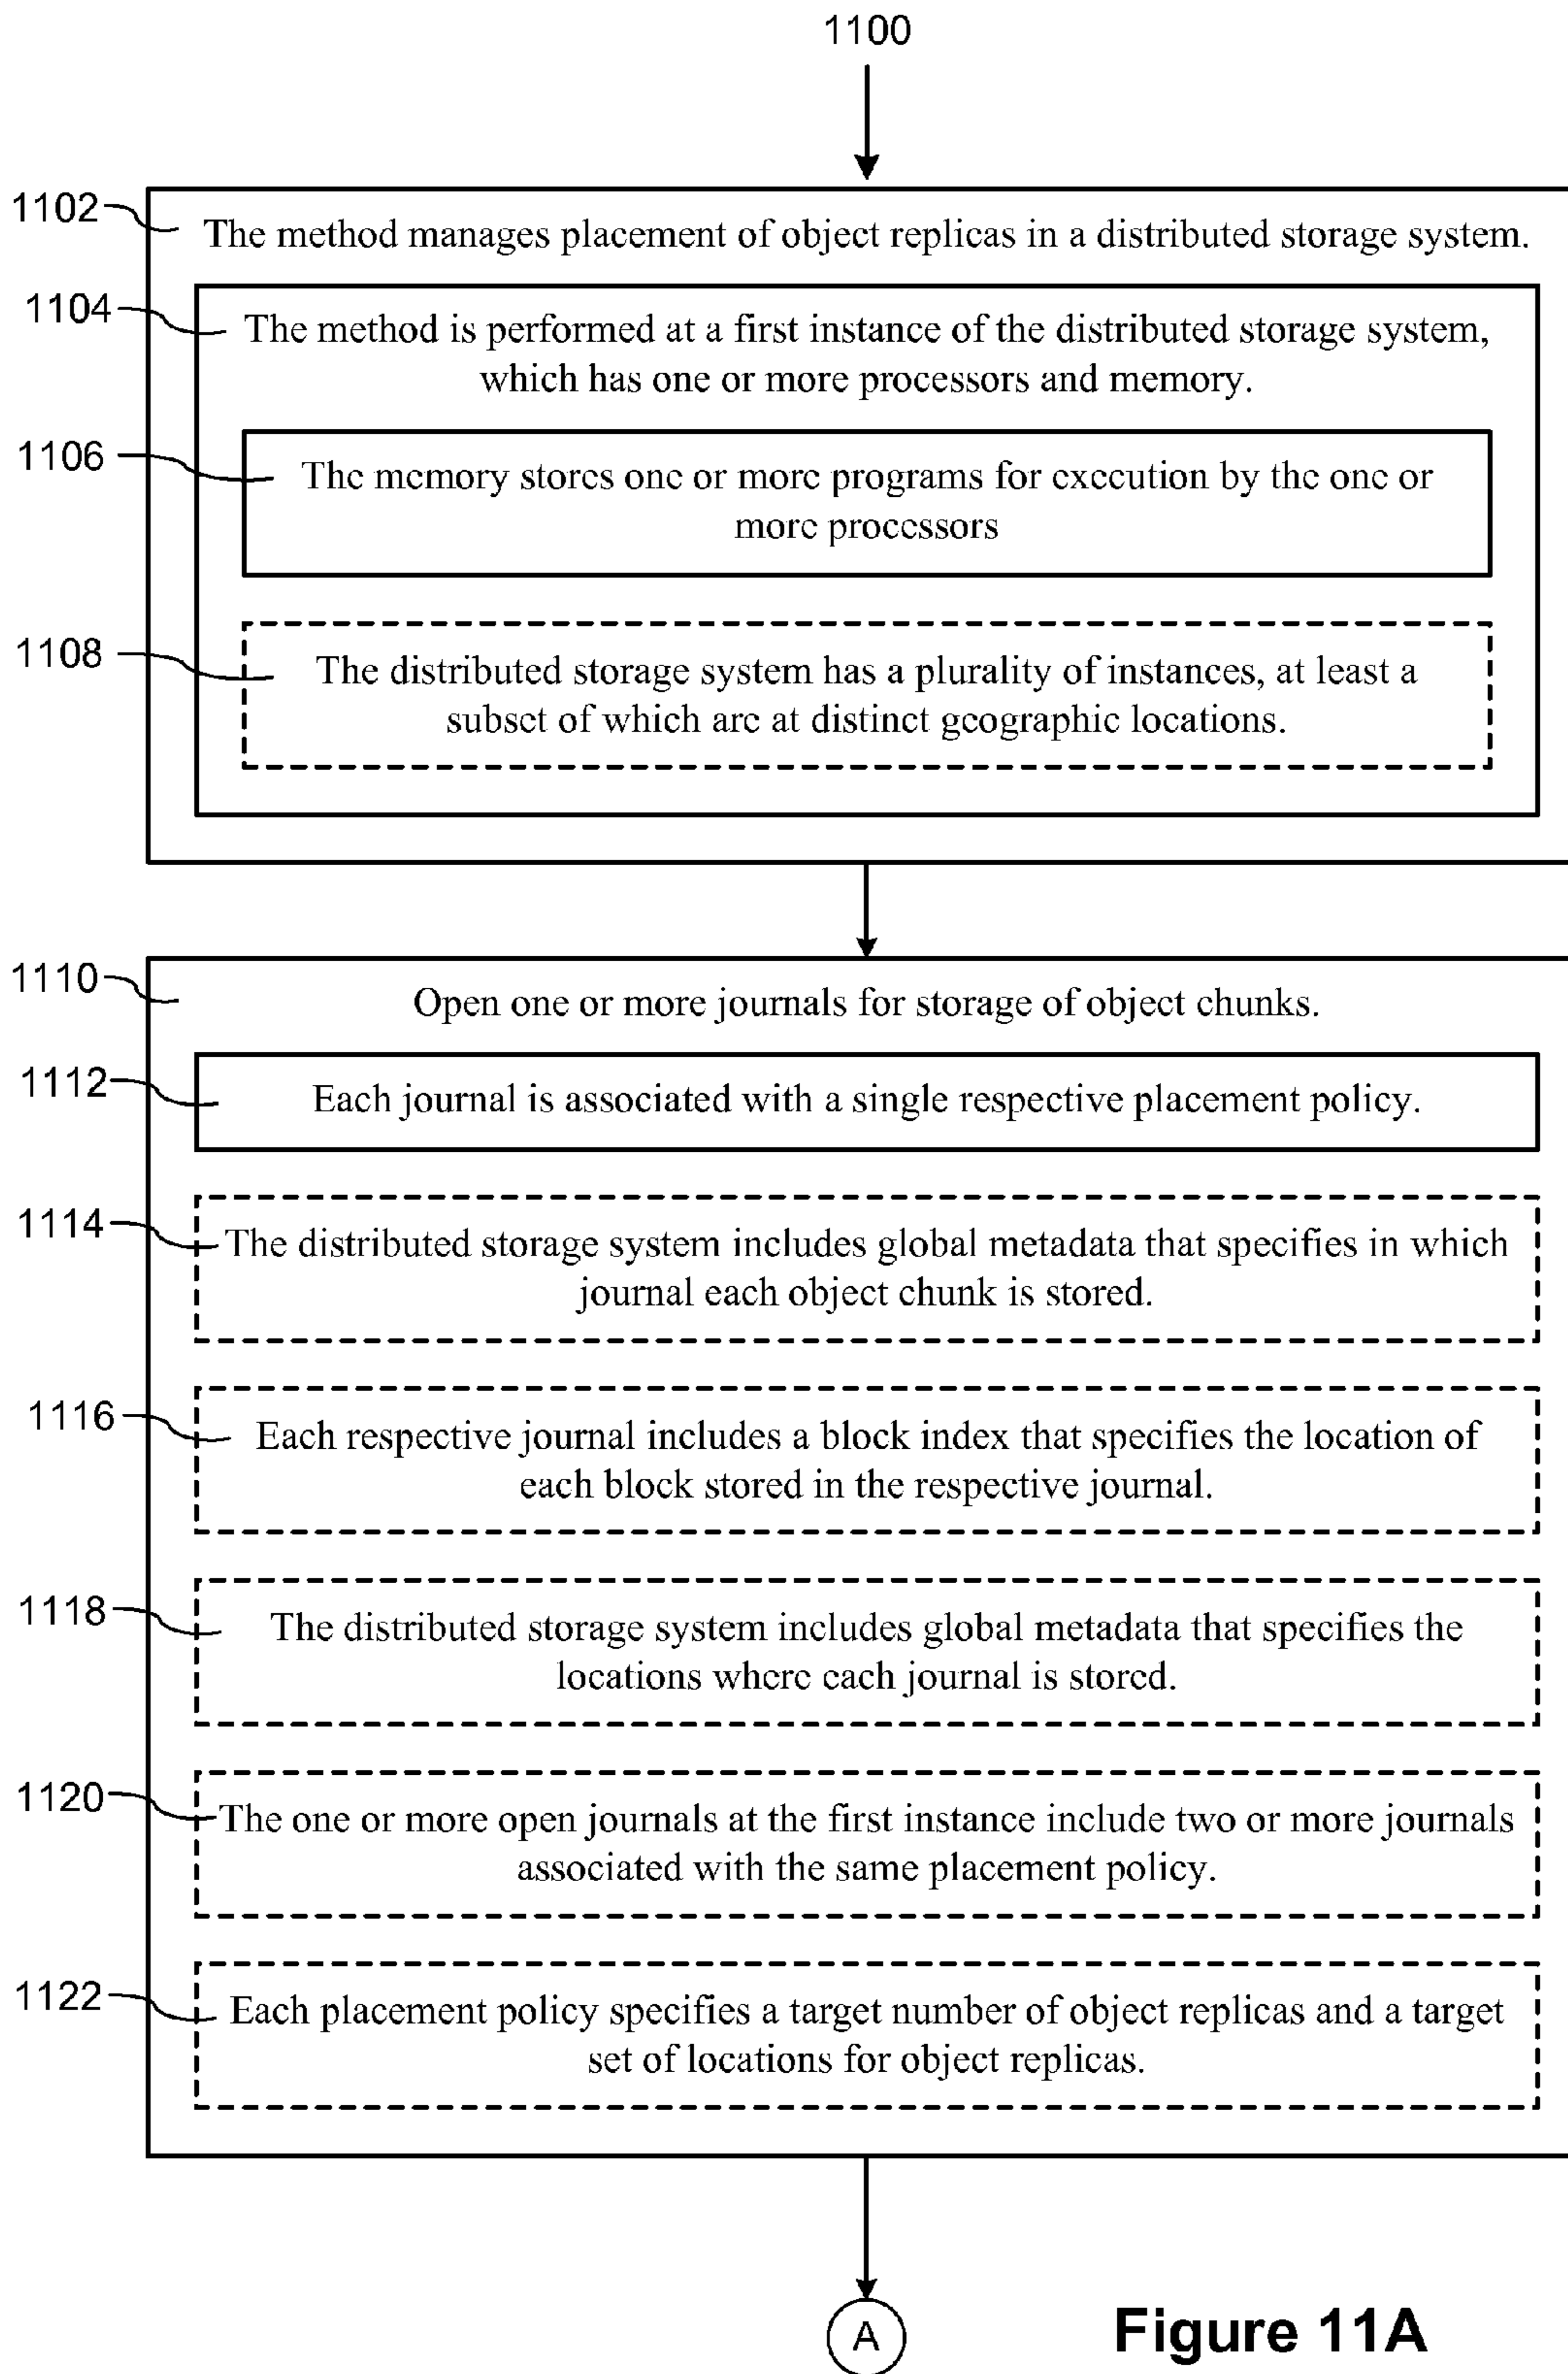 1100
1102
The method manages placement of object replicas in a distributed storage system.
1104
The method is performed at a first instance of the distributed storage system,
which has one or more processors and memory.
1106
The memory stores one or more programs for execution by the one or
more processors
1108
The distributed storage system has a plurality of instances, at least a
subset of which are at distinct geographic locations.
1110
Open one or more journals for storage of object chunks.
1112
Each journal is associated with a single respective placement policy.
1114
The distributed storage system includes global metadata that specifies in which
journal each object chunk is stored.
1116
Each respective journal includes a block index that specifies the location of
each block stored in the respective journal.
1118
The distributed storage system includes global metadata that specifies the
locations where each journal is stored.
1120
The one or more open journals at the first instance include two or more journals
associated with the same placement policy.
1122
Each placement policy specifies a target number of object replicas and a target
set of locations for object replicas.
A
Figure 11A